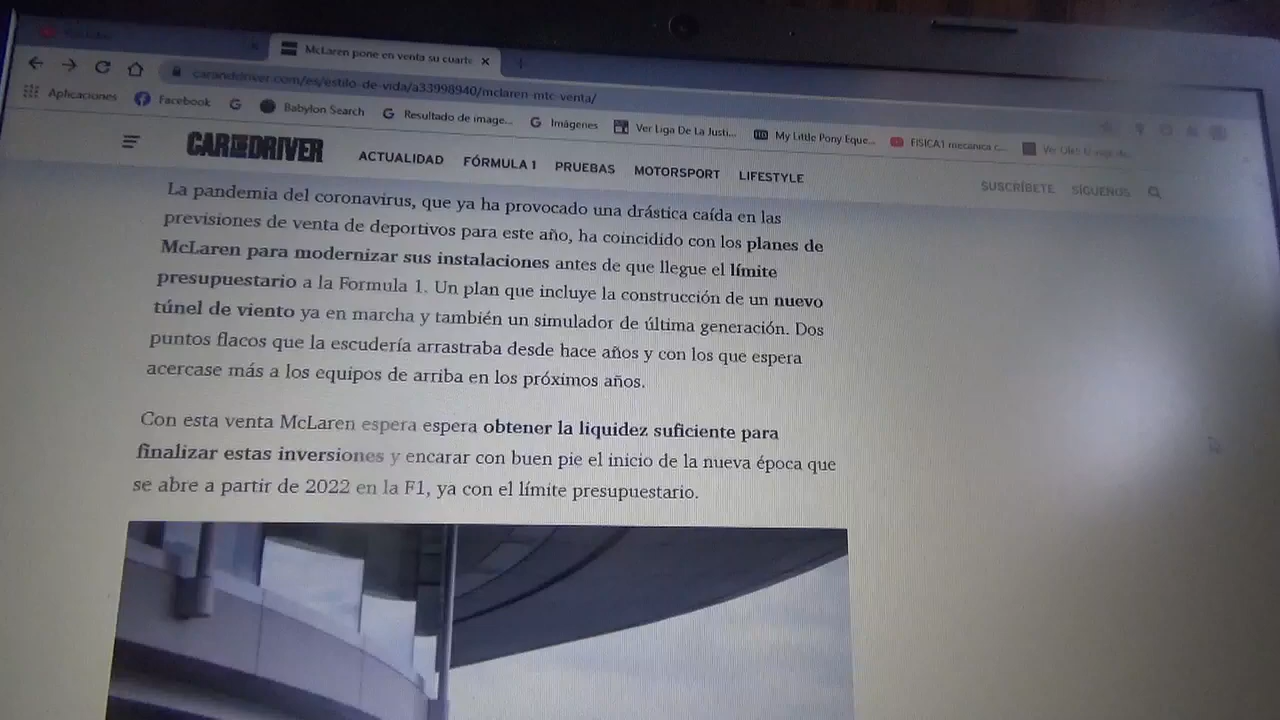 McLaren pone en venta su cuarte
carandriver.com/es/estilo-de-vida/a33998940/mclaren-mtc-venta/
Aplicaciones Facebook Babylon Search Resultado de image... Imágenes Ver Liga De La Justi... My Little Pony Eque... FISICA1 mecanica c...
CAR AND DRIVER ACTUALIDAD FÓRMULA 1 PRUEBAS MOTORSPORT LIFESTYLE SUSCRÍBETE SÍGUENOS
La pandemia del coronavirus, que ya ha provocado una drástica caída en las
previsiones de venta de deportivos para este año, ha coincidido con los planes de
McLaren para modernizar sus instalaciones antes de que llegue el límite
presupuestario a la Formula 1. Un plan que incluye la construcción de un nuevo
túnel de viento ya en marcha y también un simulador de última generación. Dos
puntos flacos que la escudería arrastraba desde hace años y con los que espera
acercase más a los equipos de arriba en los próximos años.
Con esta venta McLaren espera espera obtener la liquidez suficiente para
finalizar estas inversiones y encarar con buen pie el inicio de la nueva época que
se abre a partir de 2022 en la F1, ya con el límite presupuestario.